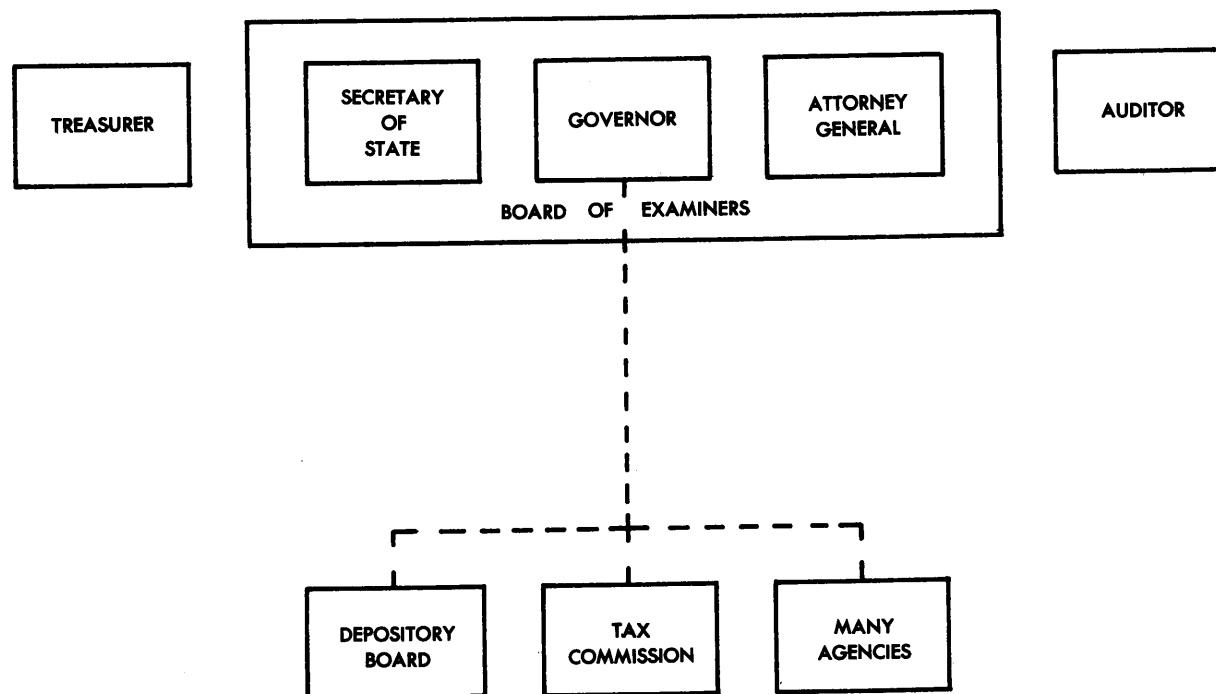 TREASURER
SECRETARY
OF
STATE
GOVERNOR
ATTORNEY
GENERAL
AUDITOR
BOARD OF EXAMINERS
DEPOSITORY
BOARD
TAX
COMMISSION
MANY
AGENCIES